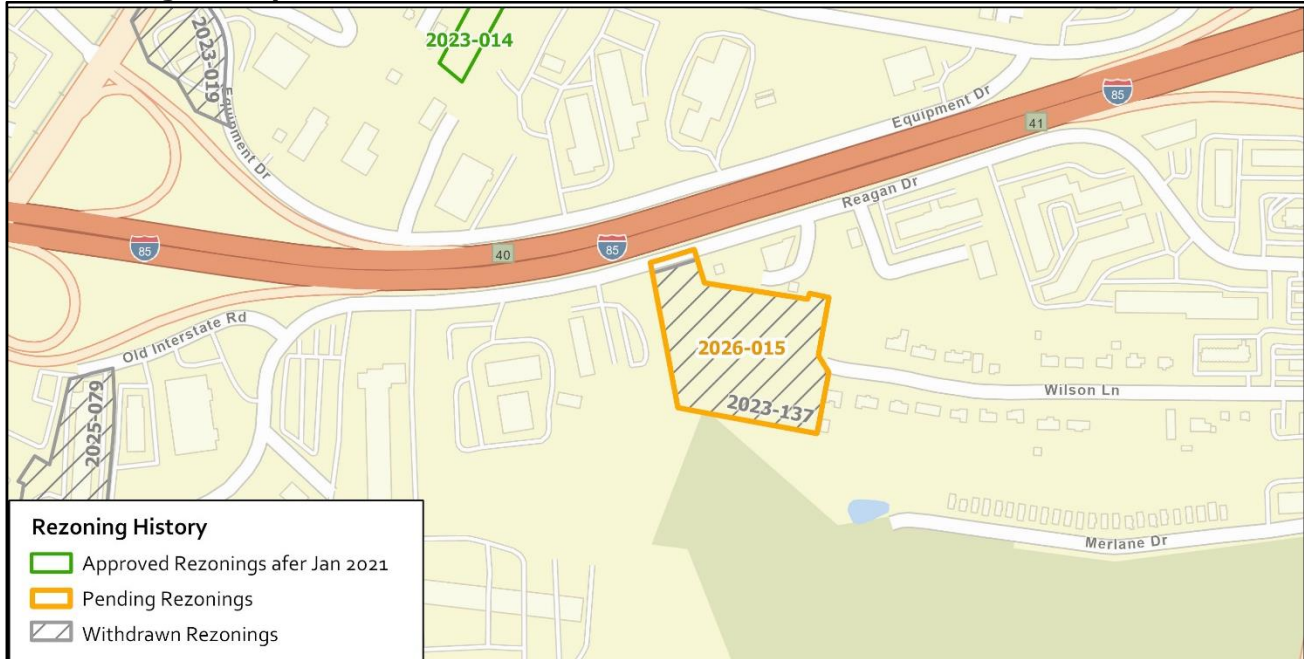 2023-014
2023-019
Equipment Dr
Equipment Dr
85
41
Reagan Dr
85
40
85
Old Interstate Rd
2026-015
2023-137
Wilson Ln
2025-079
Merlane Dr
Rezoning History
Approved Rezonings afer Jan 2021
Pending Rezonings
Withdrawn Rezonings